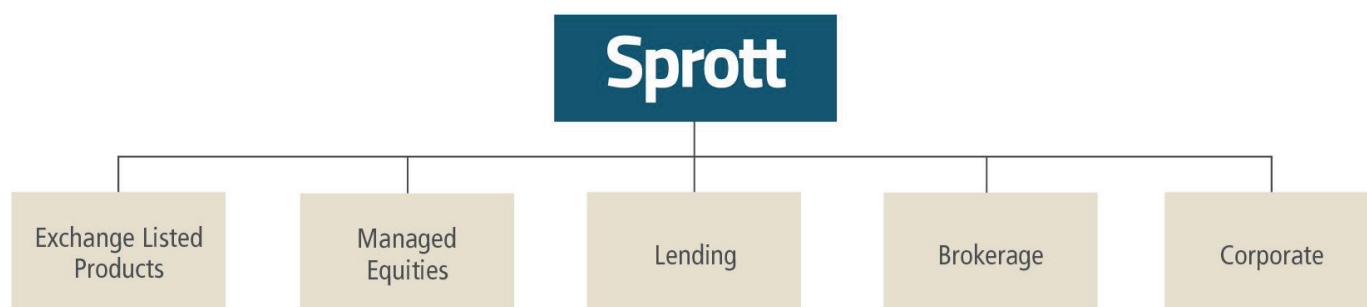 Sprott
Exchange Listed
Products
Managed
Equities
Lending
Brokerage
Corporate